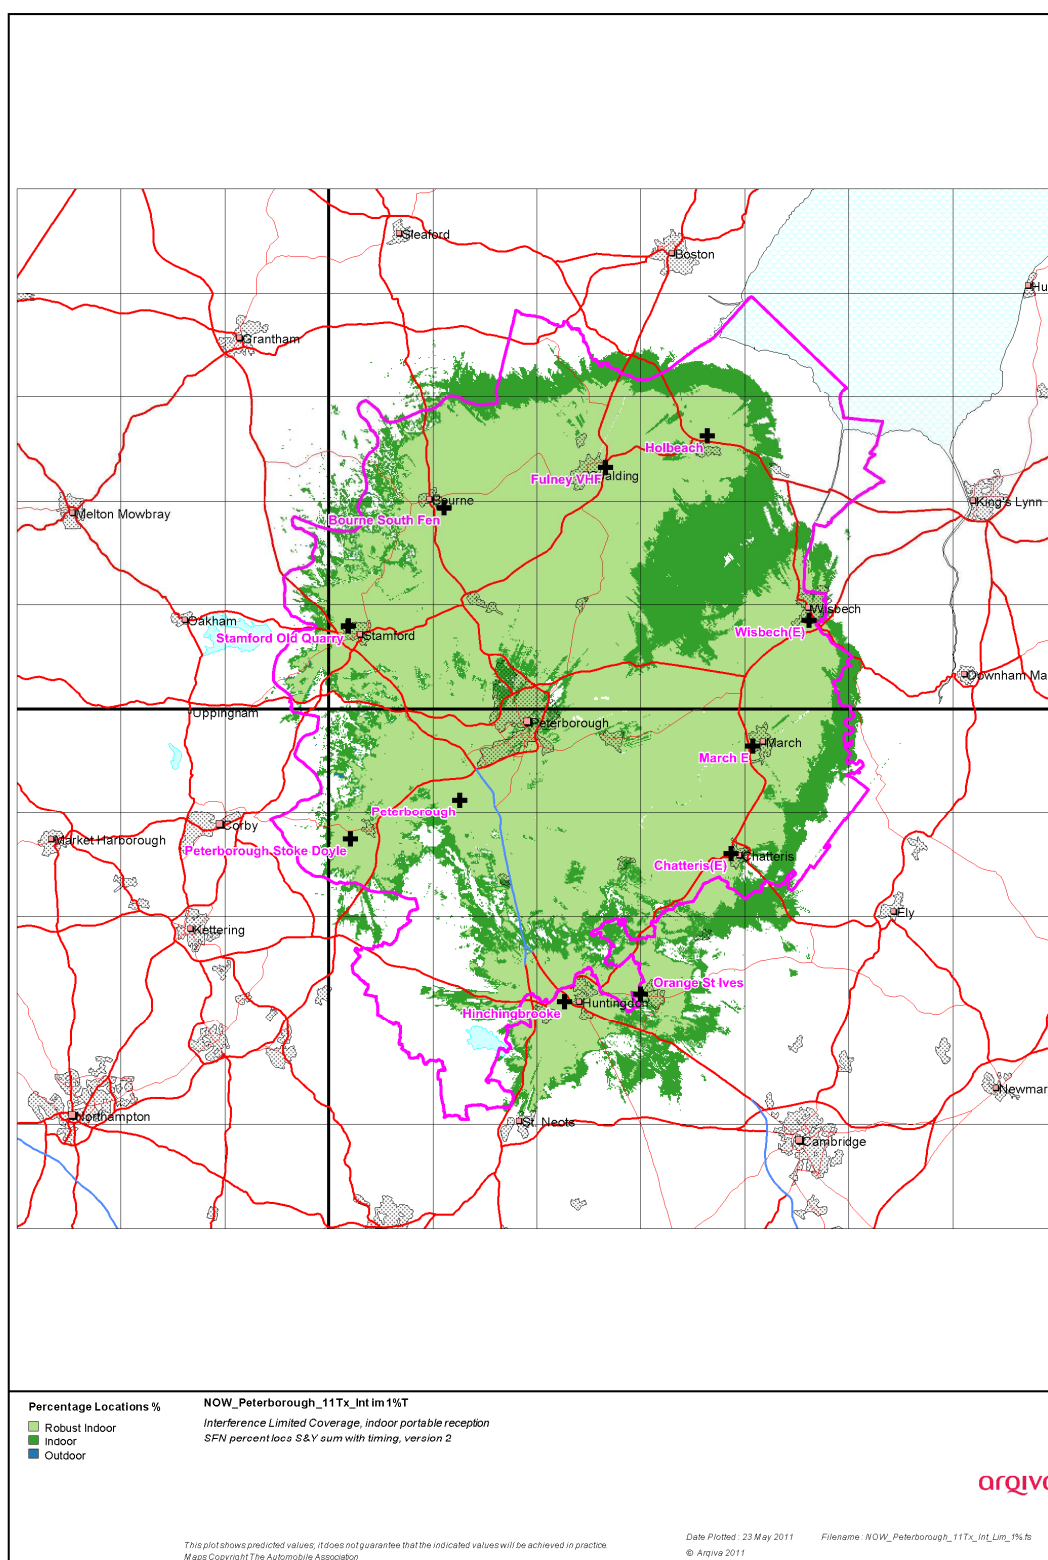 Sleaford
Boston
Hu
Grantham
Holbeach
Fulney VHF
alding
Bourne
Melton Mowbray
King's Lynn
Bourne South Fen
Oakham
Wisbech
Stamford Old Quarry
Stamford
Wisbech(E)
Downham Ma
Uppingham
Peterborough
March
March E
Peterborough
Corby
Market Harborough
Peterborough Stoke Doyle
Chatteris(E)
Chatteris
Ely
Kettering
Orange St Ives
Huntingdon
Hinchingbrooke
Newmar
Northampton
St. Neots
Cambridge
Percentage Locations %
Robust Indoor
Indoor
Outdoor
NOW_Peterborough_11Tx_Int im 1%T
Interference Limited Coverage, indoor portable reception
SFN percent locs S&Y sum with timing, version 2
arqiva
This plot shows predicted values, it does not guarantee that the indicated values will be achieved in practice.
Maps Copyright The Automobile Association
Date Plotted : 23 May 2011
Filename : NOW_Peterborough_11Tx_Int_Lim_1%.fs
© Arqiva 2011